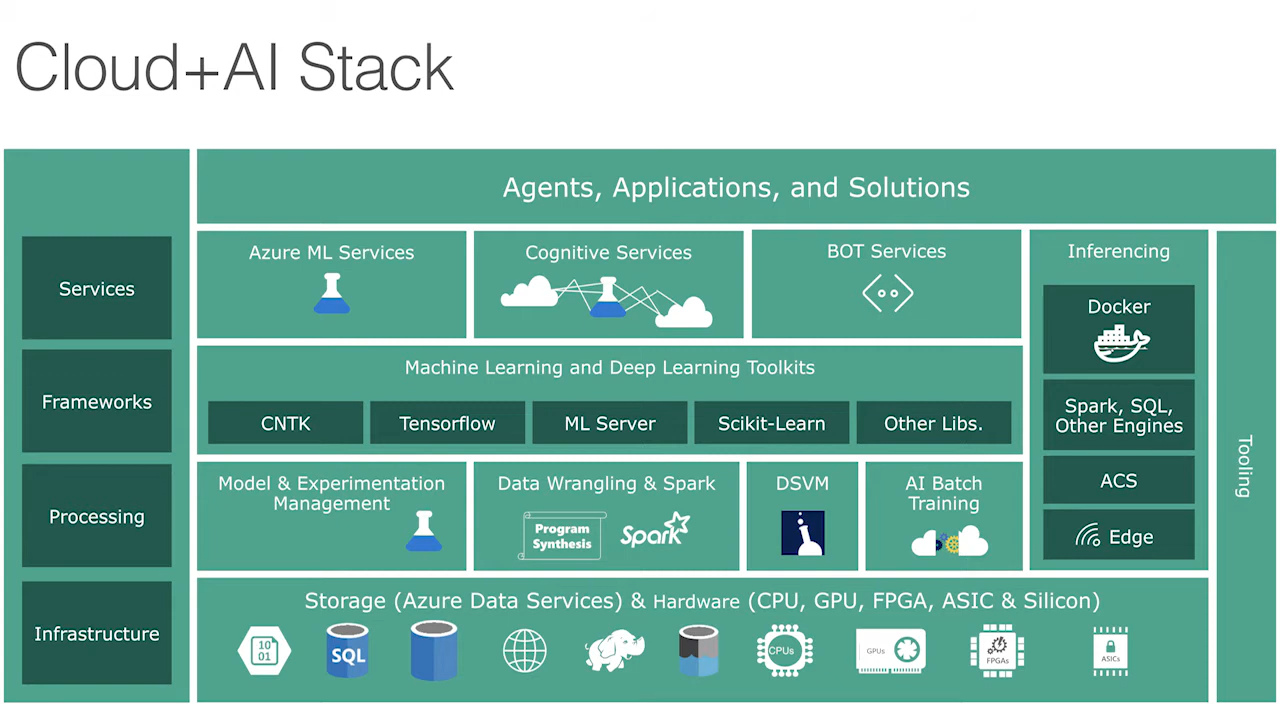 Cloud+AI Stack
Agents, Applications, and Solutions
Services
Azure ML Services
Cognitive Services
BOT Services
Inferencing
Docker
Spark, SQL,
Other Engines
ACS
Edge
Tooling
Frameworks
Machine Learning and Deep Learning Toolkits
CNTK
Tensorflow
ML Server
Scikit-Learn
Other Libs.
Processing
Model & Experimentation
Management
Data Wrangling & Spark
Program
Synthesis
Spark
DSVM
AI Batch
Training
Infrastructure
Storage (Azure Data Services) & Hardware (CPU, GPU, FPGA, ASIC & Silicon)
10
01
SQL
CPUs
GPUs
FPGAs
ASICs